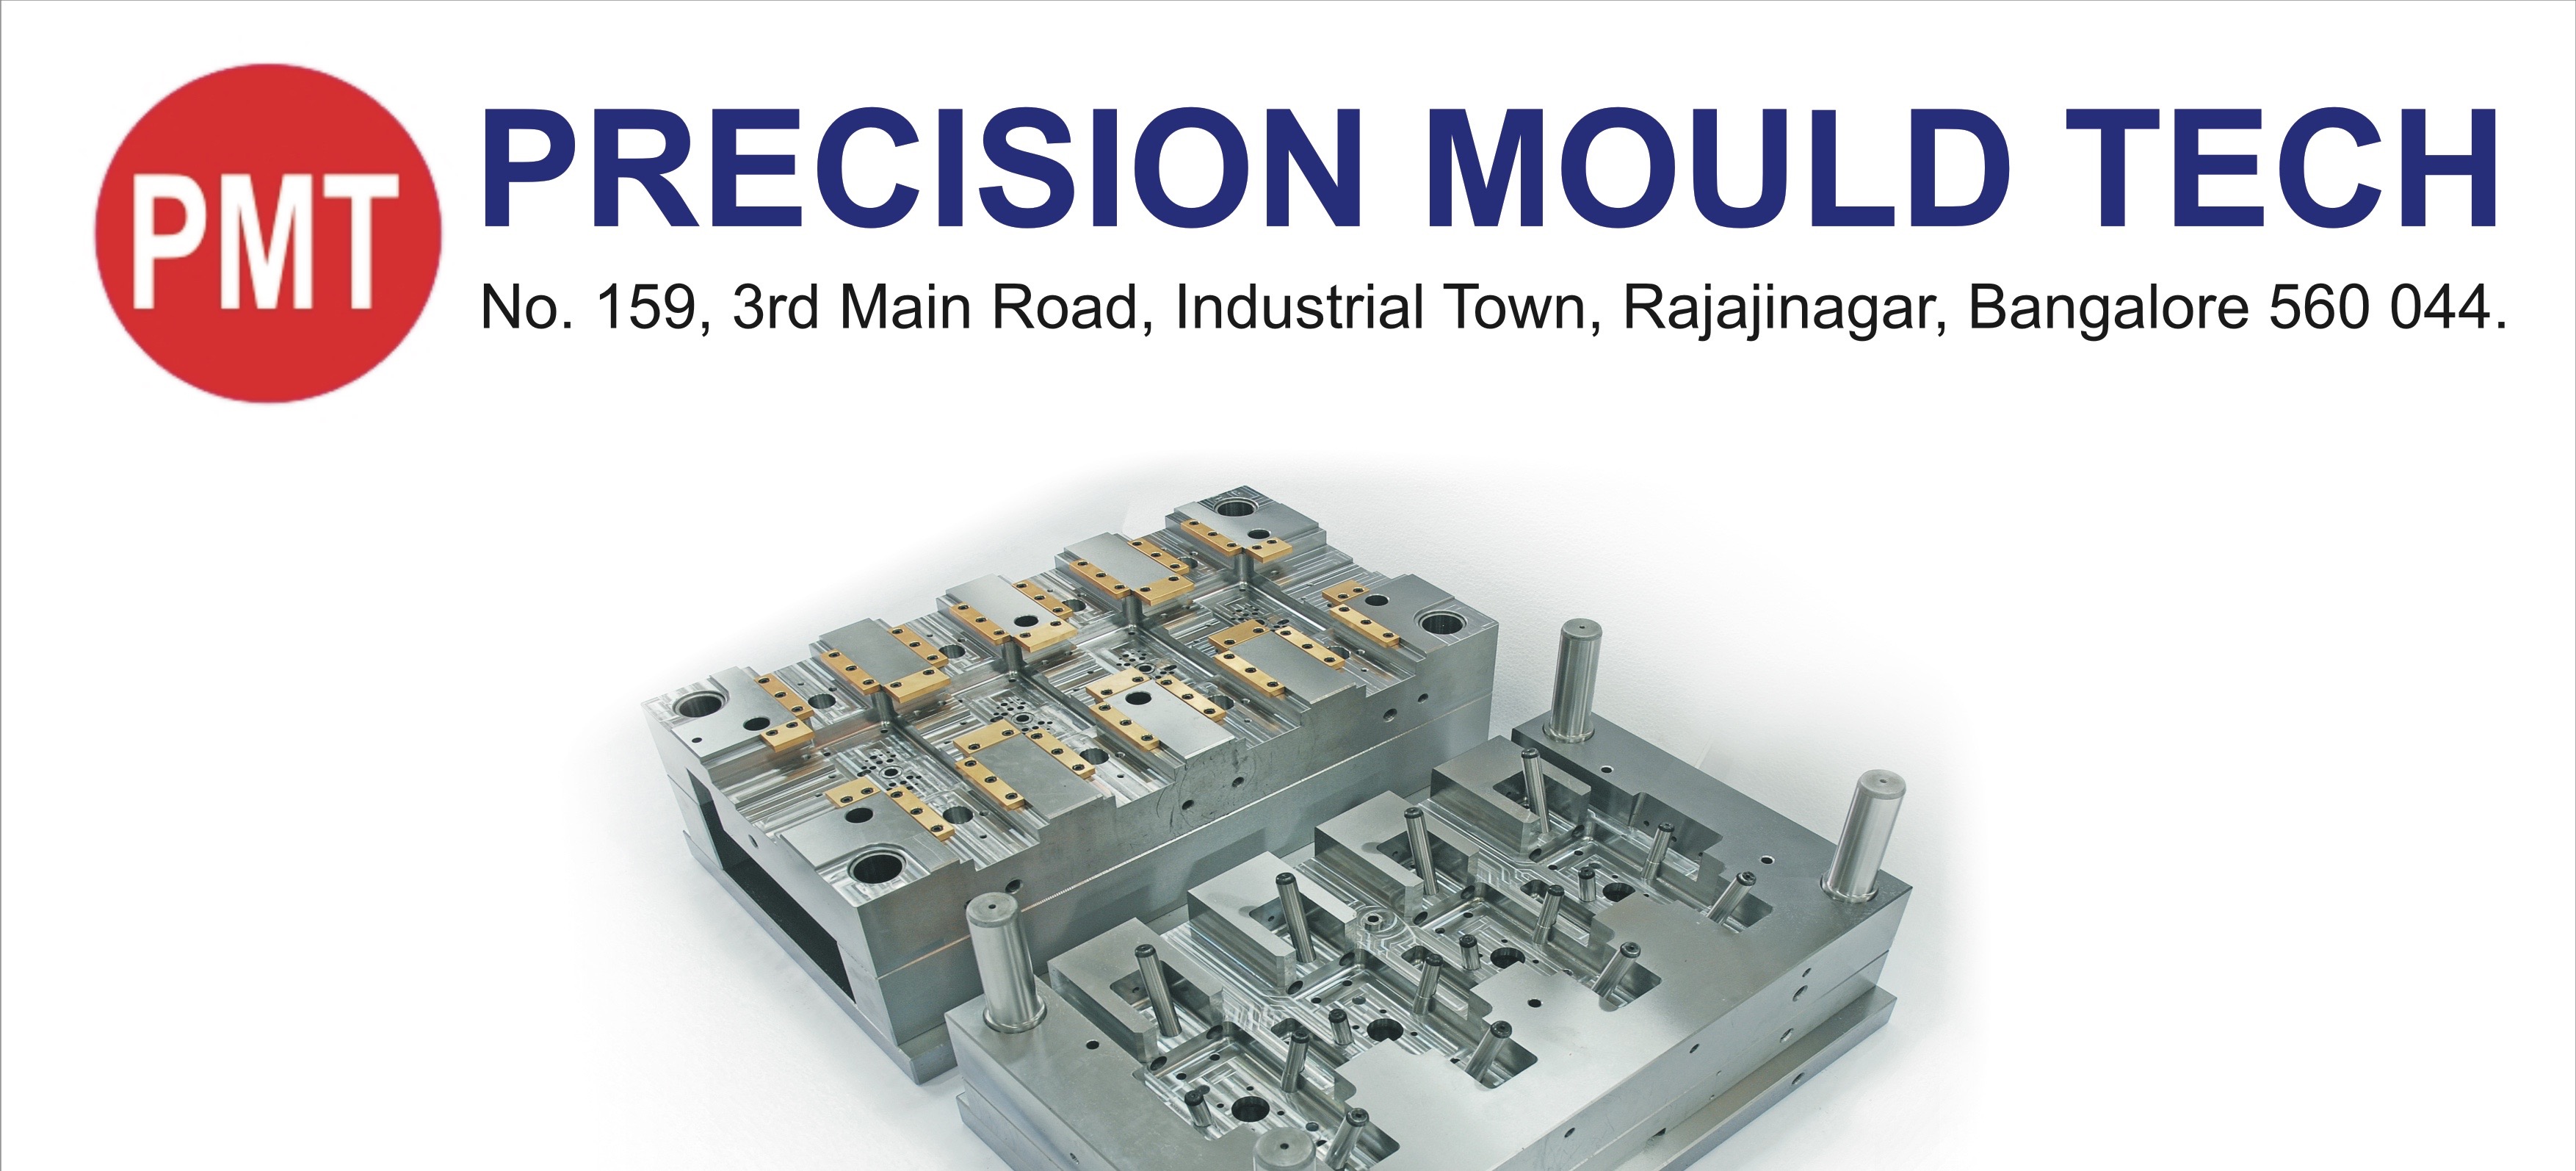 PMT
PRECISION MOULD TECH
No. 159, 3rd Main Road, Industrial Town, Rajajinagar, Bangalore 560 044.